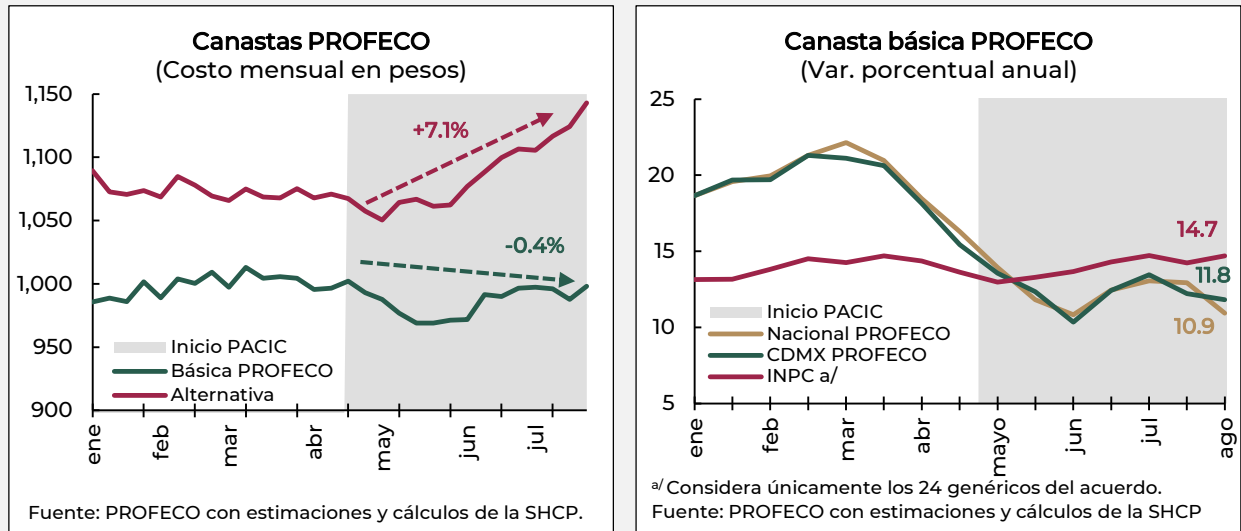 Canastas PROFECO
(Costo mensual en pesos)
1,150
1,100
1,050
1,000
950
900
+7.1%
-0.4%
Inicio PACIC
Básica PROFECO
Alternativa
ene
feb
mar
abr
may
jun
jul
Fuente: PROFECO con estimaciones y cálculos de la SHCP.
Canasta básica PROFECO
(Var. porcentual anual)
25
20
15
10
5
14.7
11.8
10.9
Inicio PACIC
Nacional PROFECO
CDMX PROFECO
INPC a/
ene
feb
mar
abr
mayo
jun
jul
ago
a/ Considera únicamente los 24 genéricos del acuerdo.
Fuente: PROFECO con estimaciones y cálculos de la SHCP